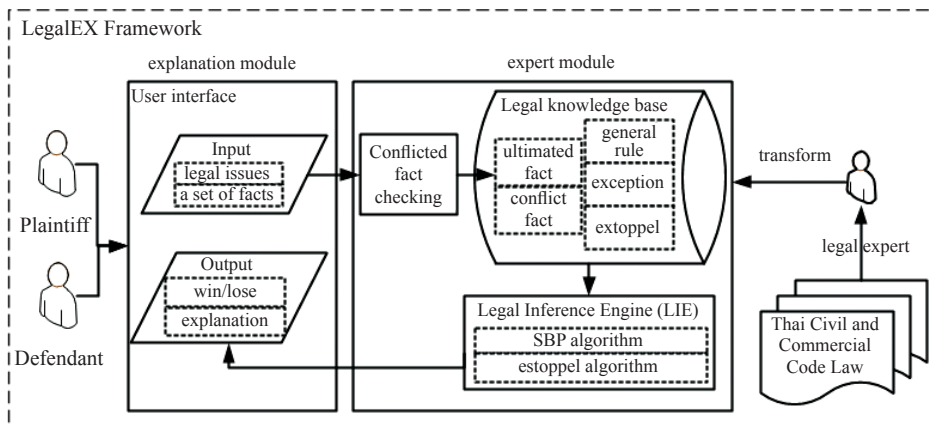 LegalEX Framework
explanation module
expert module
User interface
Input
legal issues
a set of facts
Output
win/lose
explanation
Plaintiff
Defendant
Conflicted
fact
checking
Legal knowledge base
ultimated
fact
conflict
fact
general
rule
exception
extoppel
Legal Inference Engine (LIE)
SBP algorithm
estoppel algorithm
transform
legal expert
Thai Civil and
Commercial
Code Law